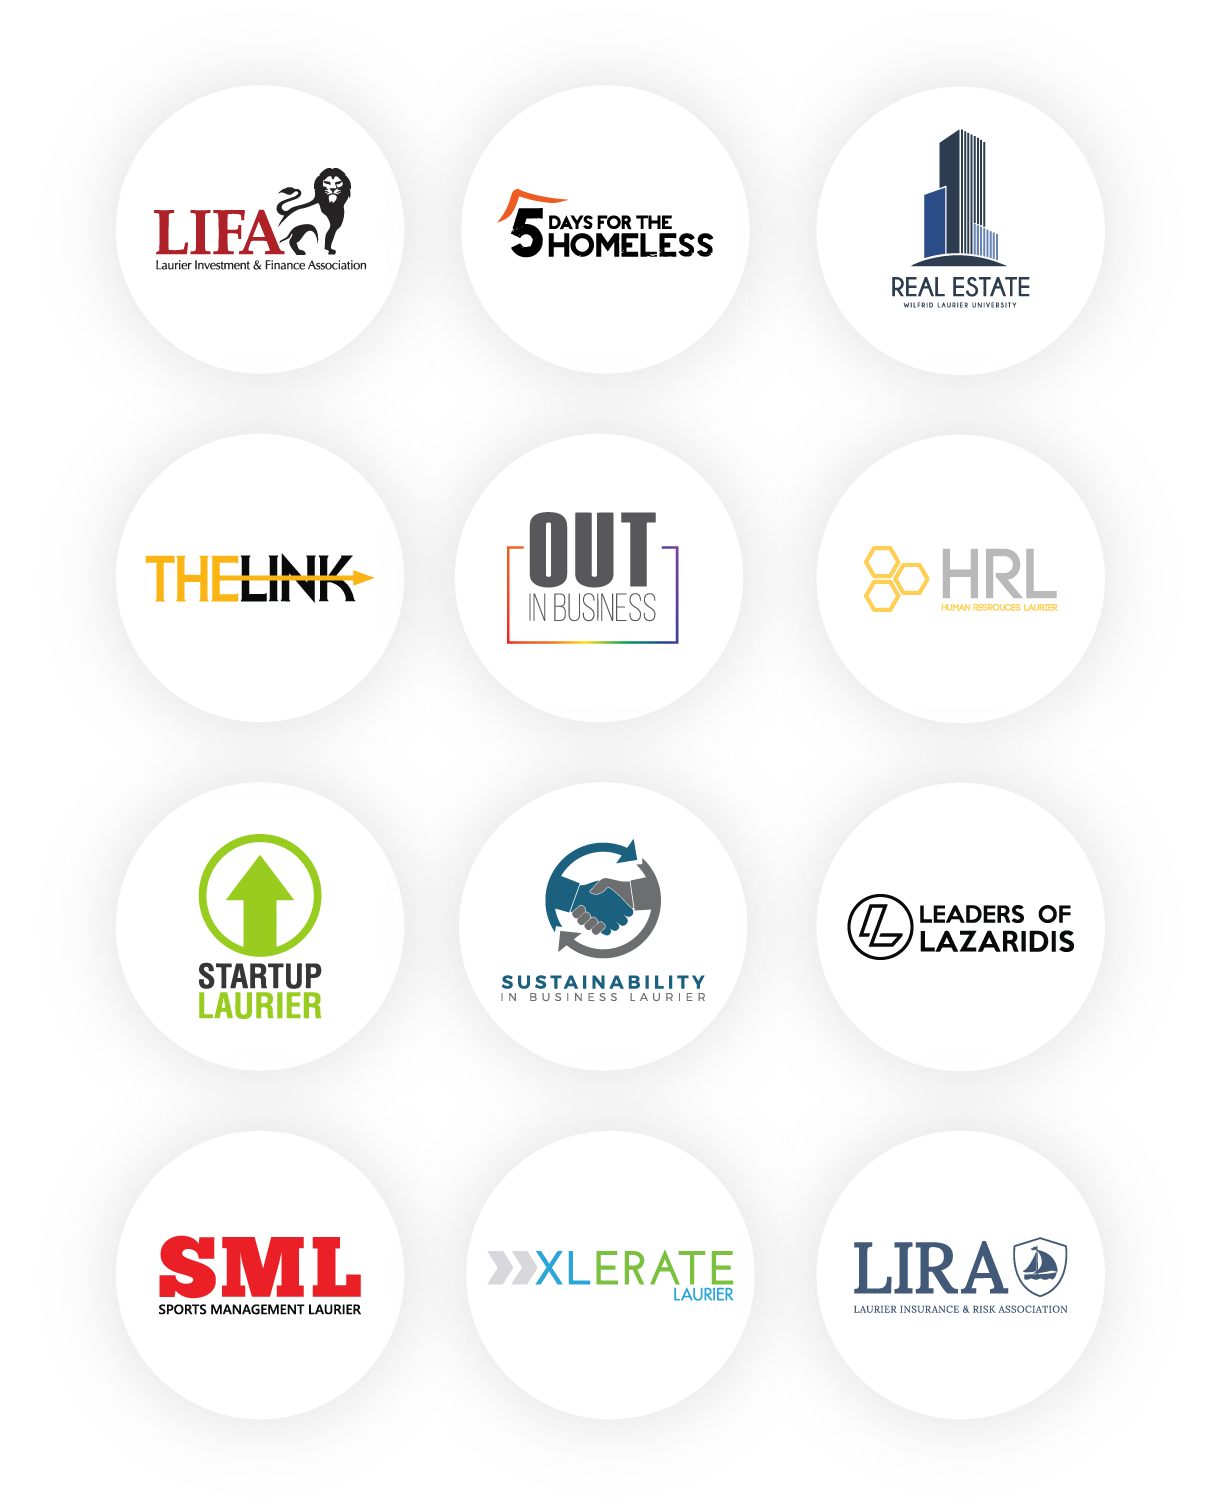 LIFA
Laurier Investment & Finance Association
5 DAYS FOR THE
HOMELESS
REAL ESTATE
WILFRID LAURIER UNIVERSITY
THELINK
OUT
IN BUSINESS
HRL
HUMAN RESROUCES LAURIER
STARTUP
LAURIER
SUSTAINABILITY
IN BUSINESS LAURIER
LEADERS OF
LAZARIDIS
SML
SPORTS MANAGEMENT LAURIER
XLERATE
LAURIER
LIRA
LAURIER INSURANCE & RISK ASSOCIATION